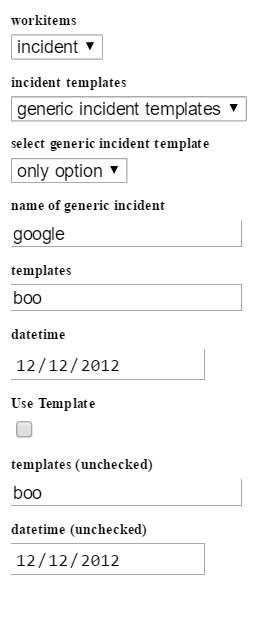 workitems
incident
incident templates
generic incident templates
select generic incident template
only option
name of generic incident
google
templates
boo
datetime
12/12/2012
Use Template
templates (unchecked)
boo
datetime (unchecked)
12/12/2012